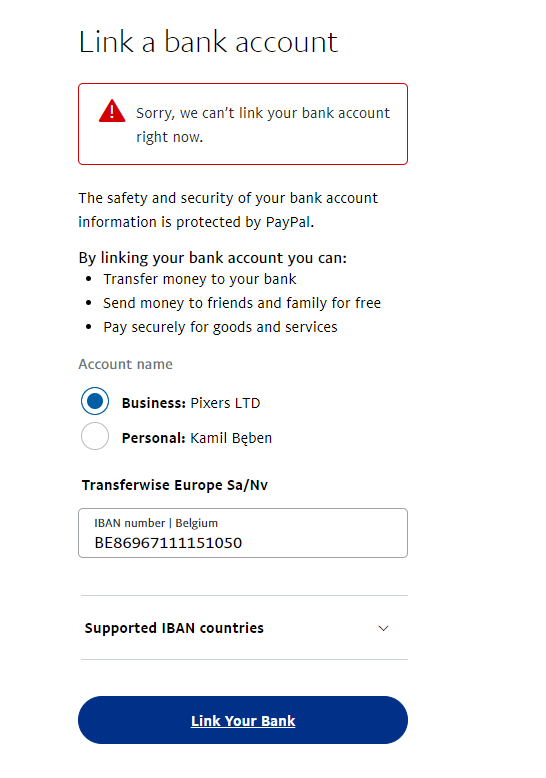 Link a bank account
Sorry, we can't link your bank account
right now.
The safety and security of your bank account
information is protected by PayPal.
By linking your bank account you can:
• Transfer money to your bank
• Send money to friends and family for free
• Pay securely for goods and services
Account name
Business: Pixers LTD
Personal: Kamil Bęben
Transferwise Europe Sa/Nv
IBAN number | Belgium
BE86967111151050
Supported IBAN countries
Link Your Bank